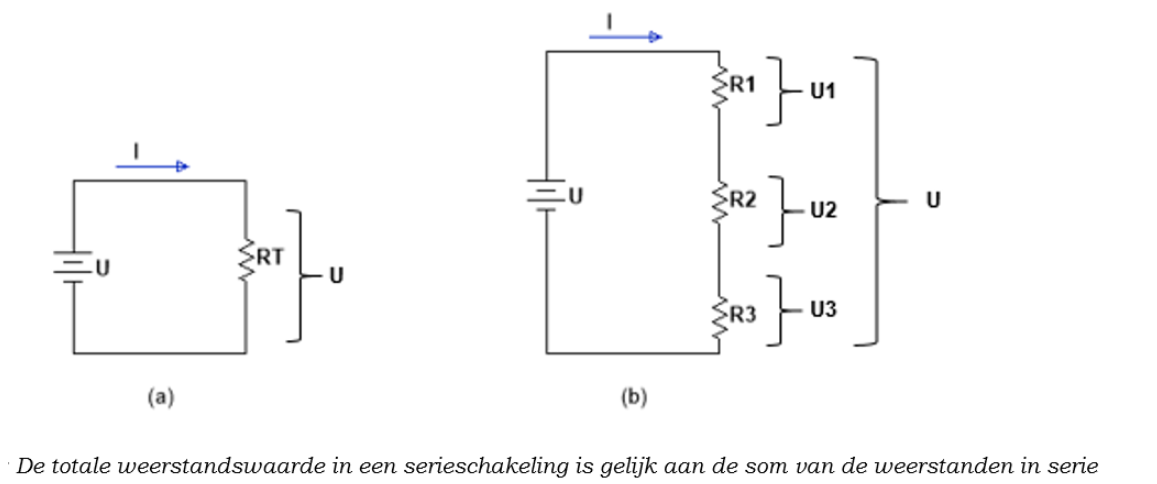 I
U
RT
U
(a)
I
U
R1
U1
R2
U2
R3
U3
U
(b)
De totale weerstandswaarde in een serieschakeling is gelijk aan de som van de weerstanden in serie